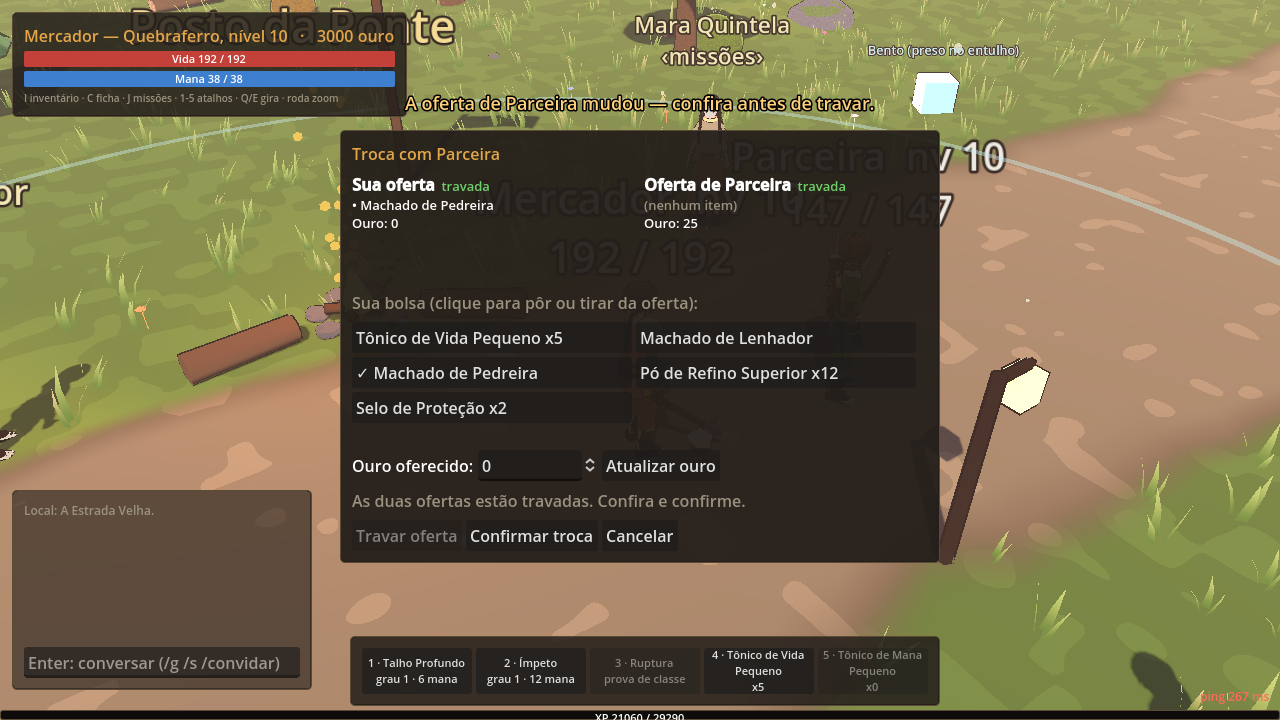 Posto da Ponte
Mercador — Quebraferro, nível 10 · 3000 ouro
Vida 192 / 192
Mana 38 / 38
I inventário · C ficha · J missões · 1-5 atalhos · Q/E gira · roda zoom
Mara Quintela
‹missões›
Bento (preso no entulho)
A oferta de Parceira mudou — confira antes de travar.
Parceira nv 10
147 / 147
192 / 192
Troca com Parceira
Sua oferta travada
• Machado de Pedreira
Ouro: 0
Oferta de Parceira travada
(nenhum item)
Ouro: 25
Sua bolsa (clique para pôr ou tirar da oferta):
Tônico de Vida Pequeno x5
Machado de Lenhador
✓ Machado de Pedreira
Pó de Refino Superior x12
Selo de Proteção x2
Ouro oferecido: 0 Atualizar ouro
As duas ofertas estão travadas. Confira e confirme.
Travar oferta Confirmar troca Cancelar
Local: A Estrada Velha.
Enter: conversar (/g /s /convidar)
1 · Talho Profundo
grau 1 · 6 mana
2 · Ímpeto
grau 1 · 12 mana
3 · Ruptura
prova de classe
4 · Tônico de Vida
Pequeno
x5
5 · Tônico de Mana
Pequeno
x0
ping 267 ms
XP 21060 / 29290